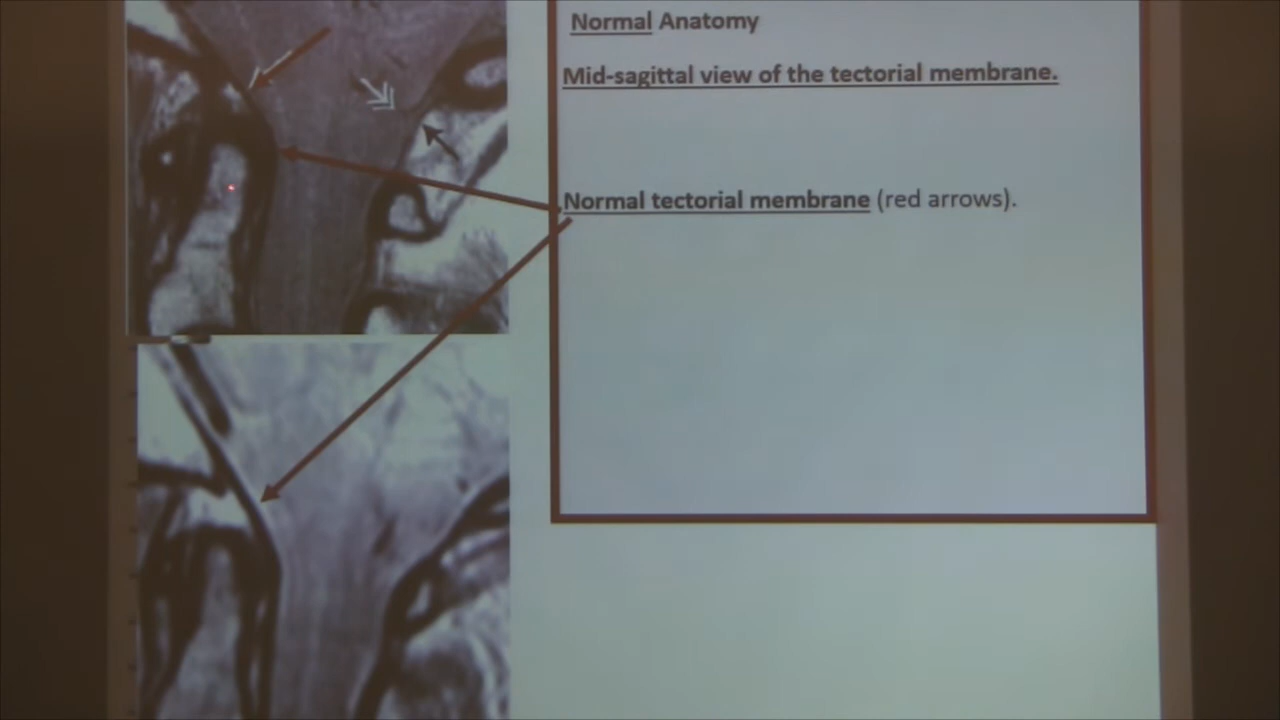 Normal Anatomy
Mid-sagittal view of the tectorial membrane.
Normal tectorial membrane (red arrows).